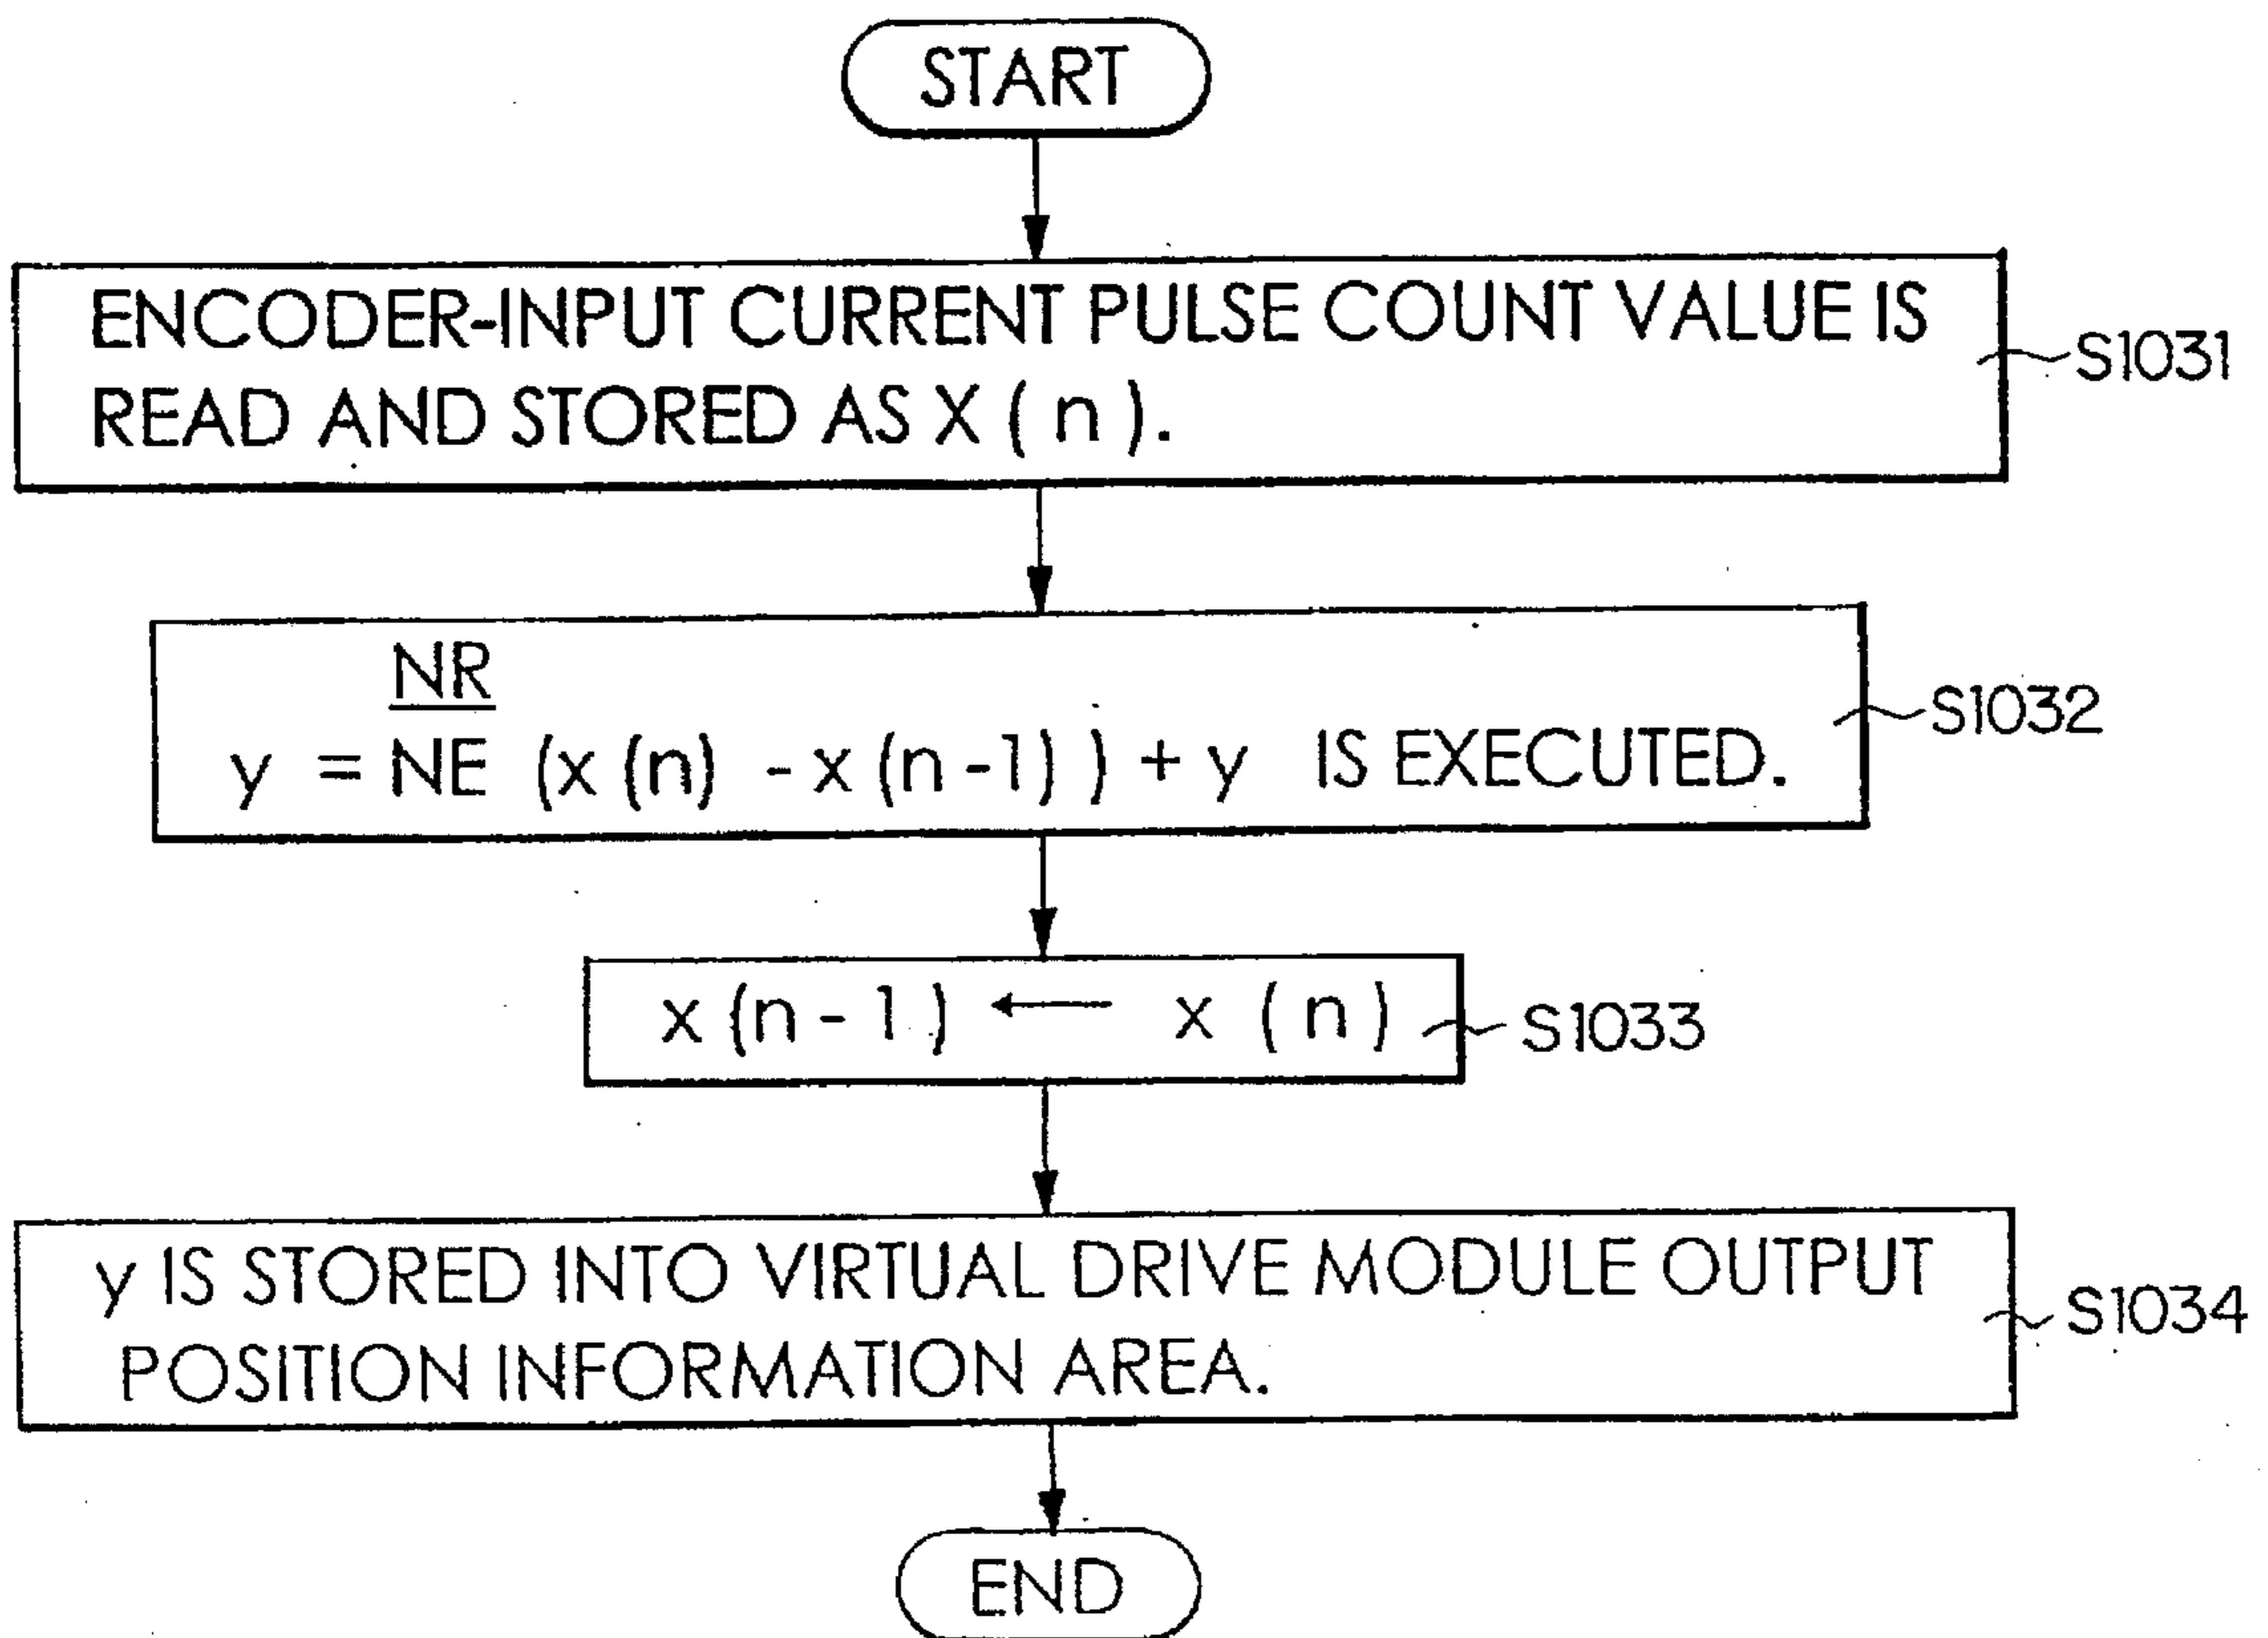 START
ENCODER-INPUT CURRENT PULSE COUNT VALUE IS
READ AND STORED AS X ( n ).
S1031
NR
y = NE (x (n) - x (n -1) ) + y IS EXECUTED.
S1032
x (n - 1) ← x ( n )
S1033
y IS STORED INTO VIRTUAL DRIVE MODULE OUTPUT
POSITION INFORMATION AREA.
S1034
END